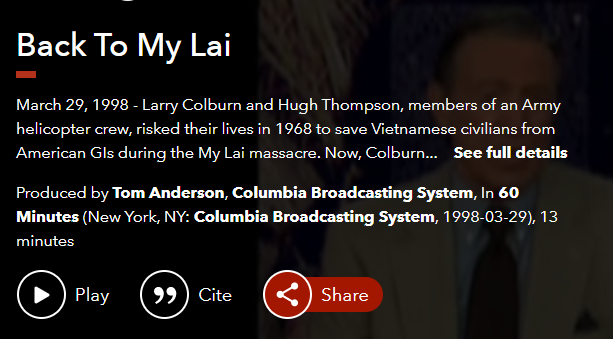 Back To My Lai
March 29, 1998 - Larry Colburn and Hugh Thompson, members of an Army
helicopter crew, risked their lives in 1968 to save Vietnamese civilians from
American GIs during the My Lai massacre. Now, Colburn... See full details
Produced by Tom Anderson, Columbia Broadcasting System, In 60
Minutes (New York, NY: Columbia Broadcasting System, 1998-03-29), 13
minutes
Play Cite Share